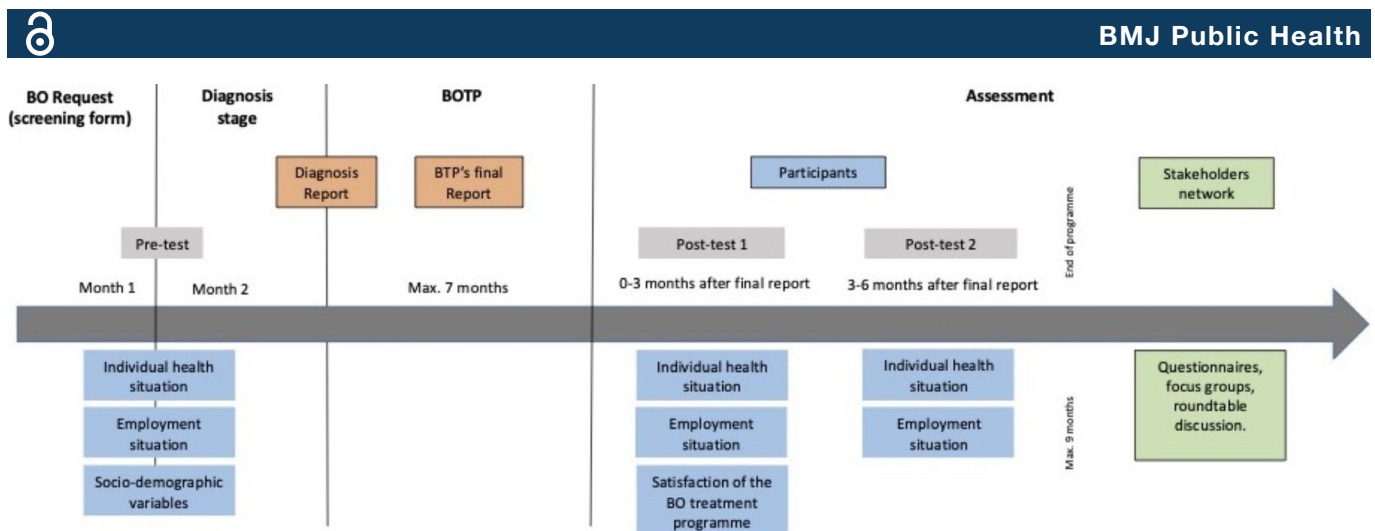 BMJ Public Health
BO Request
(screening form)
Diagnosis
stage
BOTP
Assessment
Diagnosis
Report
BTP's final
Report
Participants
Stakeholders
network
Pre-test
Post-test 1
Post-test 2
End of programme
Month 1
Month 2
Max. 7 months
0-3 months after final report
3-6 months after final report
Individual health
situation
Employment
situation
Socio-demographic
variables
Individual health
situation
Employment
situation
Satisfaction of the
BO treatment
programme
Individual health
situation
Employment
situation
Max. 9 months
Questionnaires,
focus groups,
roundtable
discussion.